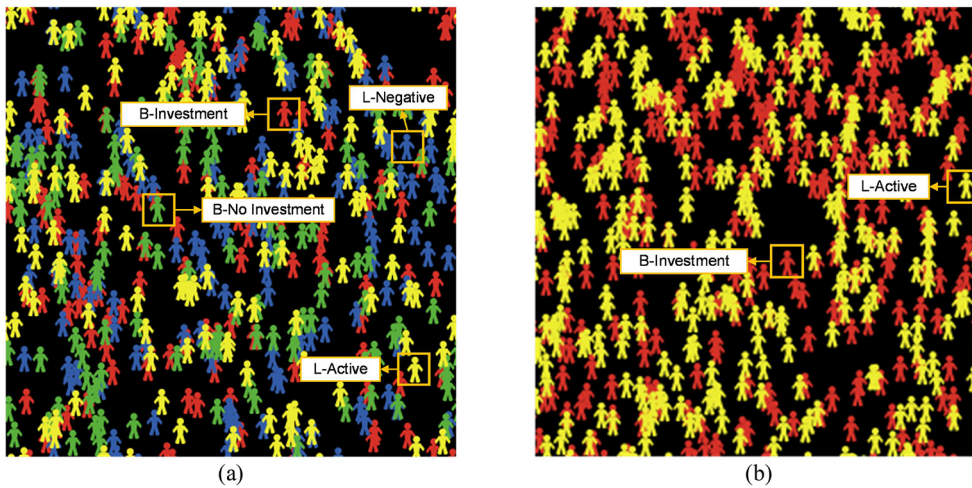 B-Investment
L-Negative
B-No Investment
L-Active
(a)
L-Active
B-Investment
(b)